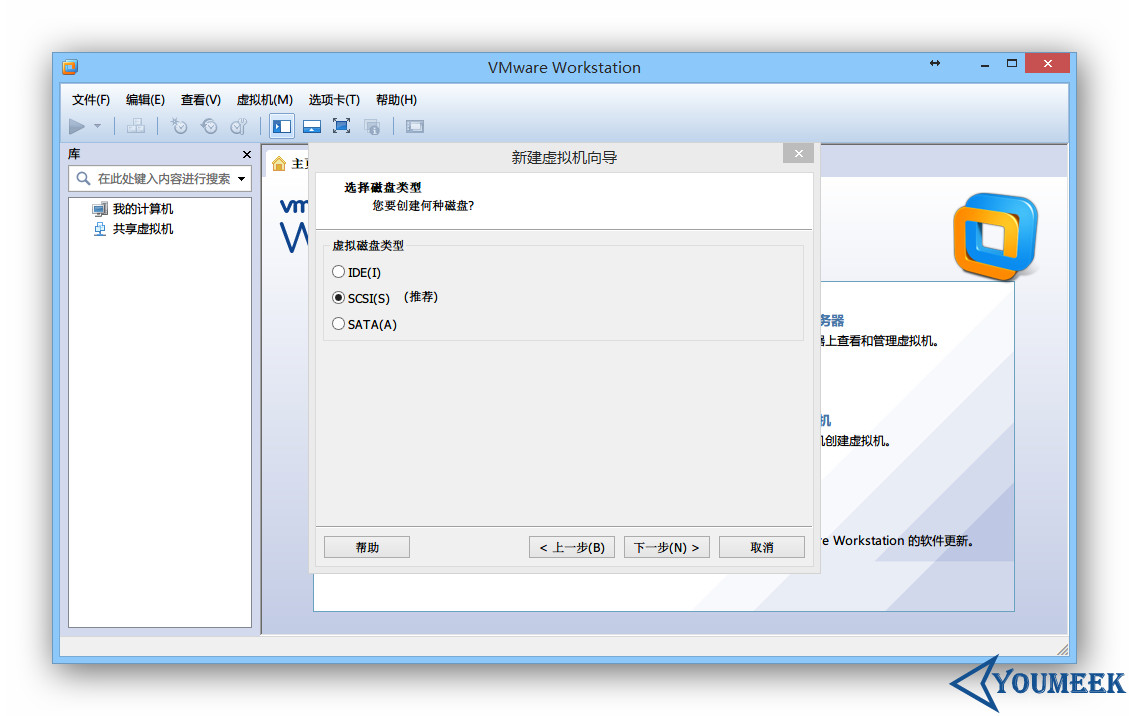 VMware Workstation
文件(F) 编辑(E) 查看(V) 虚拟机(M) 选项卡(T) 帮助(H)
库
在此处键入内容进行搜索
我的计算机
共享虚拟机
新建虚拟机向导
选择磁盘类型
您要创建何种磁盘?
虚拟磁盘类型
IDE(I)
SCSI(S) (推荐)
SATA(A)
帮助
< 上一步(B)
下一步(N) >
取消
主
vm
W
务器
器上查看和管理虚拟机。
机
机创建虚拟机。
re Workstation 的软件更新。
YOUMEEK